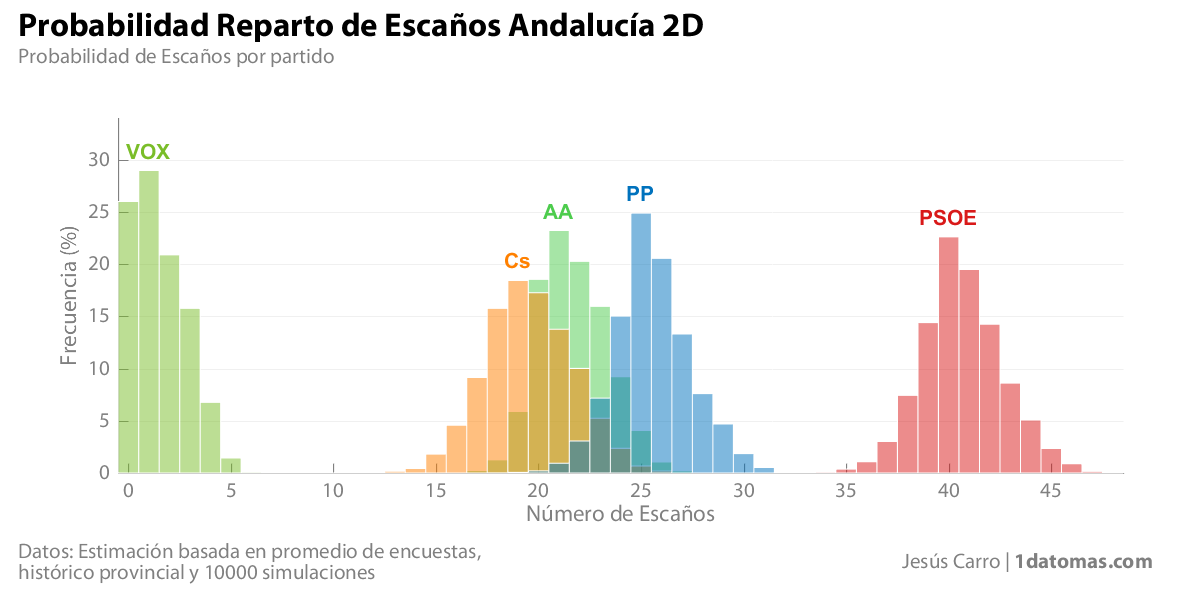 Probabilidad Reparto de Escaños Andalucía 2D
Probabilidad de Escaños por partido
VOX
Cs
AA
PP
PSOE
Frecuencia (%)
30
25
20
15
10
5
0
0 5 10 15 20 25 30 35 40 45
Número de Escaños
Datos: Estimación basada en promedio de encuestas,
histórico provincial y 10000 simulaciones
Jesús Carro | 1datomas.com